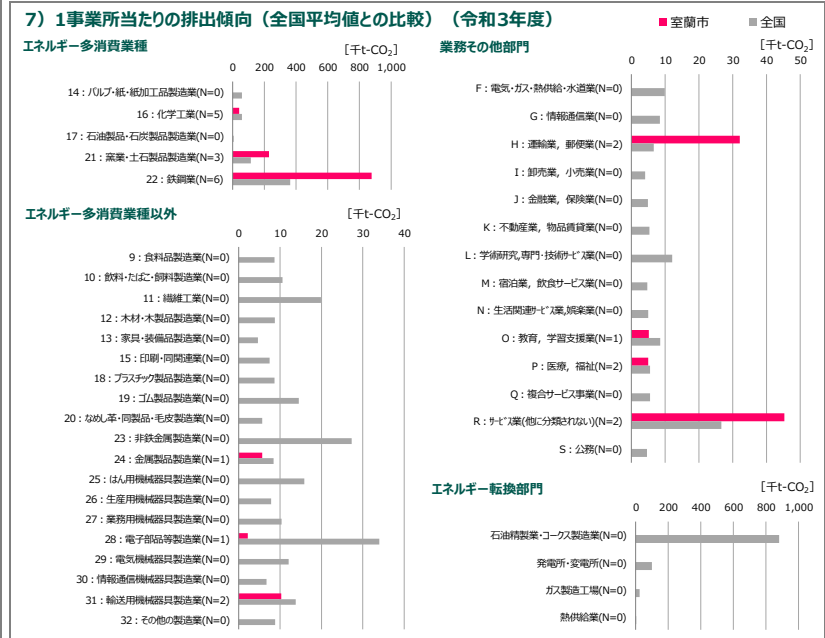 7）1事業所当たりの排出傾向（全国平均値との比較）（令和3年度）
室蘭市 全国
エネルギー多消費業種
［千t-CO₂］
0 200 400 600 800 1,000
14：パルプ･紙･紙加工品製造業(N=0)
16：化学工業(N=5)
17：石油製品・石炭製品製造業(N=0)
21：窯業・土石製品製造業(N=3)
22：鉄鋼業(N=6)
エネルギー多消費業種以外
［千t-CO₂］
0 10 20 30 40
9：食料品製造業(N=0)
10：飲料・たばこ・飼料製造業(N=0)
11：繊維工業(N=0)
12：木材・木製品製造業(N=0)
13：家具・装備品製造業(N=0)
15：印刷・同関連業(N=0)
18：プラスチック製品製造業(N=0)
19：ゴム製品製造業(N=0)
20：なめし革・同製品・毛皮製造業(N=0)
23：非鉄金属製造業(N=0)
24：金属製品製造業(N=1)
25：はん用機械器具製造業(N=0)
26：生産用機械器具製造業(N=0)
27：業務用機械器具製造業(N=0)
28：電子部品等製造業(N=1)
29：電気機械器具製造業(N=0)
30：情報通信機械器具製造業(N=0)
31：輸送用機械器具製造業(N=2)
32：その他の製造業(N=0)
業務その他部門
［千t-CO₂］
0 10 20 30 40 50
F：電気･ガス･熱供給･水道業(N=0)
G：情報通信業(N=0)
H：運輸業，郵便業(N=2)
I：卸売業，小売業(N=0)
J：金融業，保険業(N=0)
K：不動産業，物品賃貸業(N=0)
L：学術研究,専門･技術ｻｰﾋﾞｽ業(N=0)
M：宿泊業，飲食サービス業(N=0)
N：生活関連ｻｰﾋﾞｽ業,娯楽業(N=0)
O：教育，学習支援業(N=1)
P：医療，福祉(N=2)
Q：複合サービス事業(N=0)
R：ｻｰﾋﾞｽ業(他に分類されない)(N=2)
S：公務(N=0)
エネルギー転換部門
［千t-CO₂］
0 200 400 600 800 1,000
石油精製業・コークス製造業(N=0)
発電所・変電所(N=0)
ガス製造工場(N=0)
熱供給業(N=0)